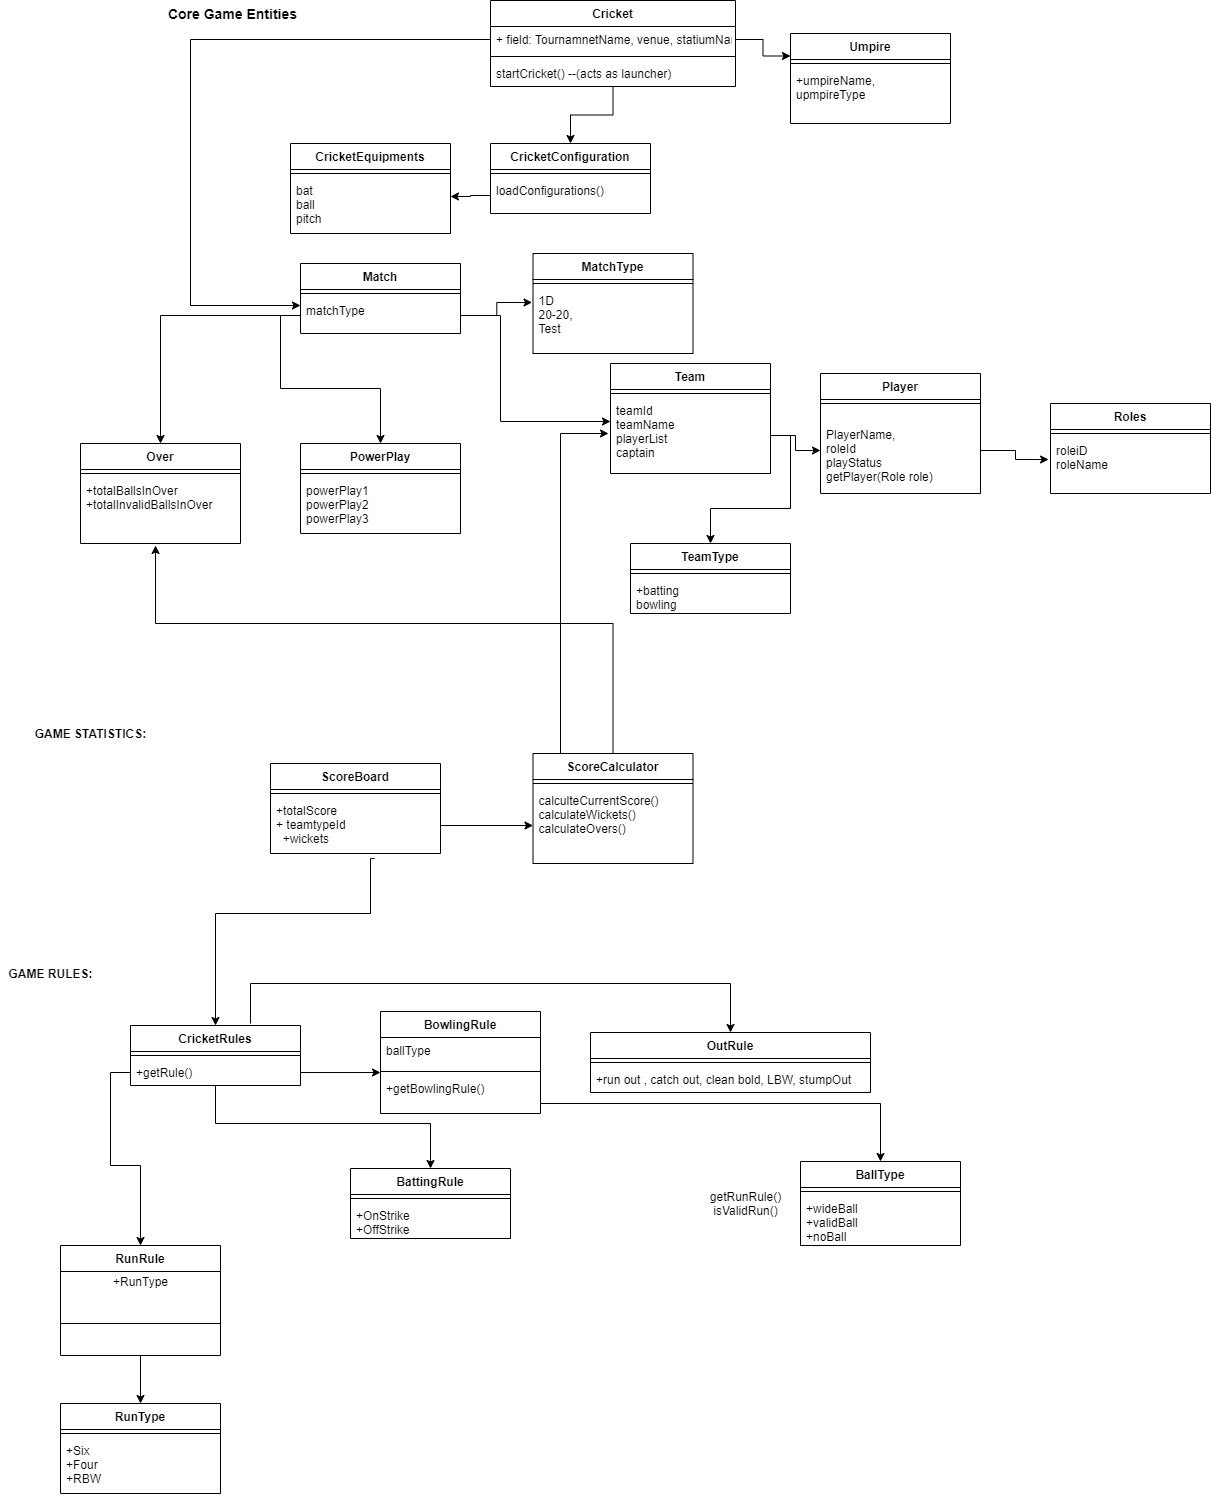 Core Game Entities
Cricket
+ field: TournamnetName, venue, statiumNa
startCricket() --(acts as launcher)
Umpire
+umpireName,
upmpireType
CricketEquipments
bat
ball
pitch
CricketConfiguration
loadConfigurations()
Match
matchType
MatchType
1D
20-20,
Test
Team
teamId
teamName
playerList
captain
Player
PlayerName,
roleId
playStatus
getPlayer(Role role)
Roles
roleiD
roleName
Over
+totalBallsInOver
+totalInvalidBallsInOver
PowerPlay
powerPlay1
powerPlay2
powerPlay3
TeamType
+batting
bowling
GAME STATISTICS:
ScoreBoard
+totalScore
+ teamtypeId
+wickets
ScoreCalculator
calculteCurrentScore()
calculateWickets()
calculateOvers()
GAME RULES:
CricketRules
+getRule()
BowlingRule
ballType
+getBowlingRule()
OutRule
+run out , catch out, clean bold, LBW, stumpOut
BattingRule
+OnStrike
+OffStrike
getRunRule()
isValidRun()
BallType
+wideBall
+validBall
+noBall
RunRule
+RunType
RunType
+Six
+Four
+RBW